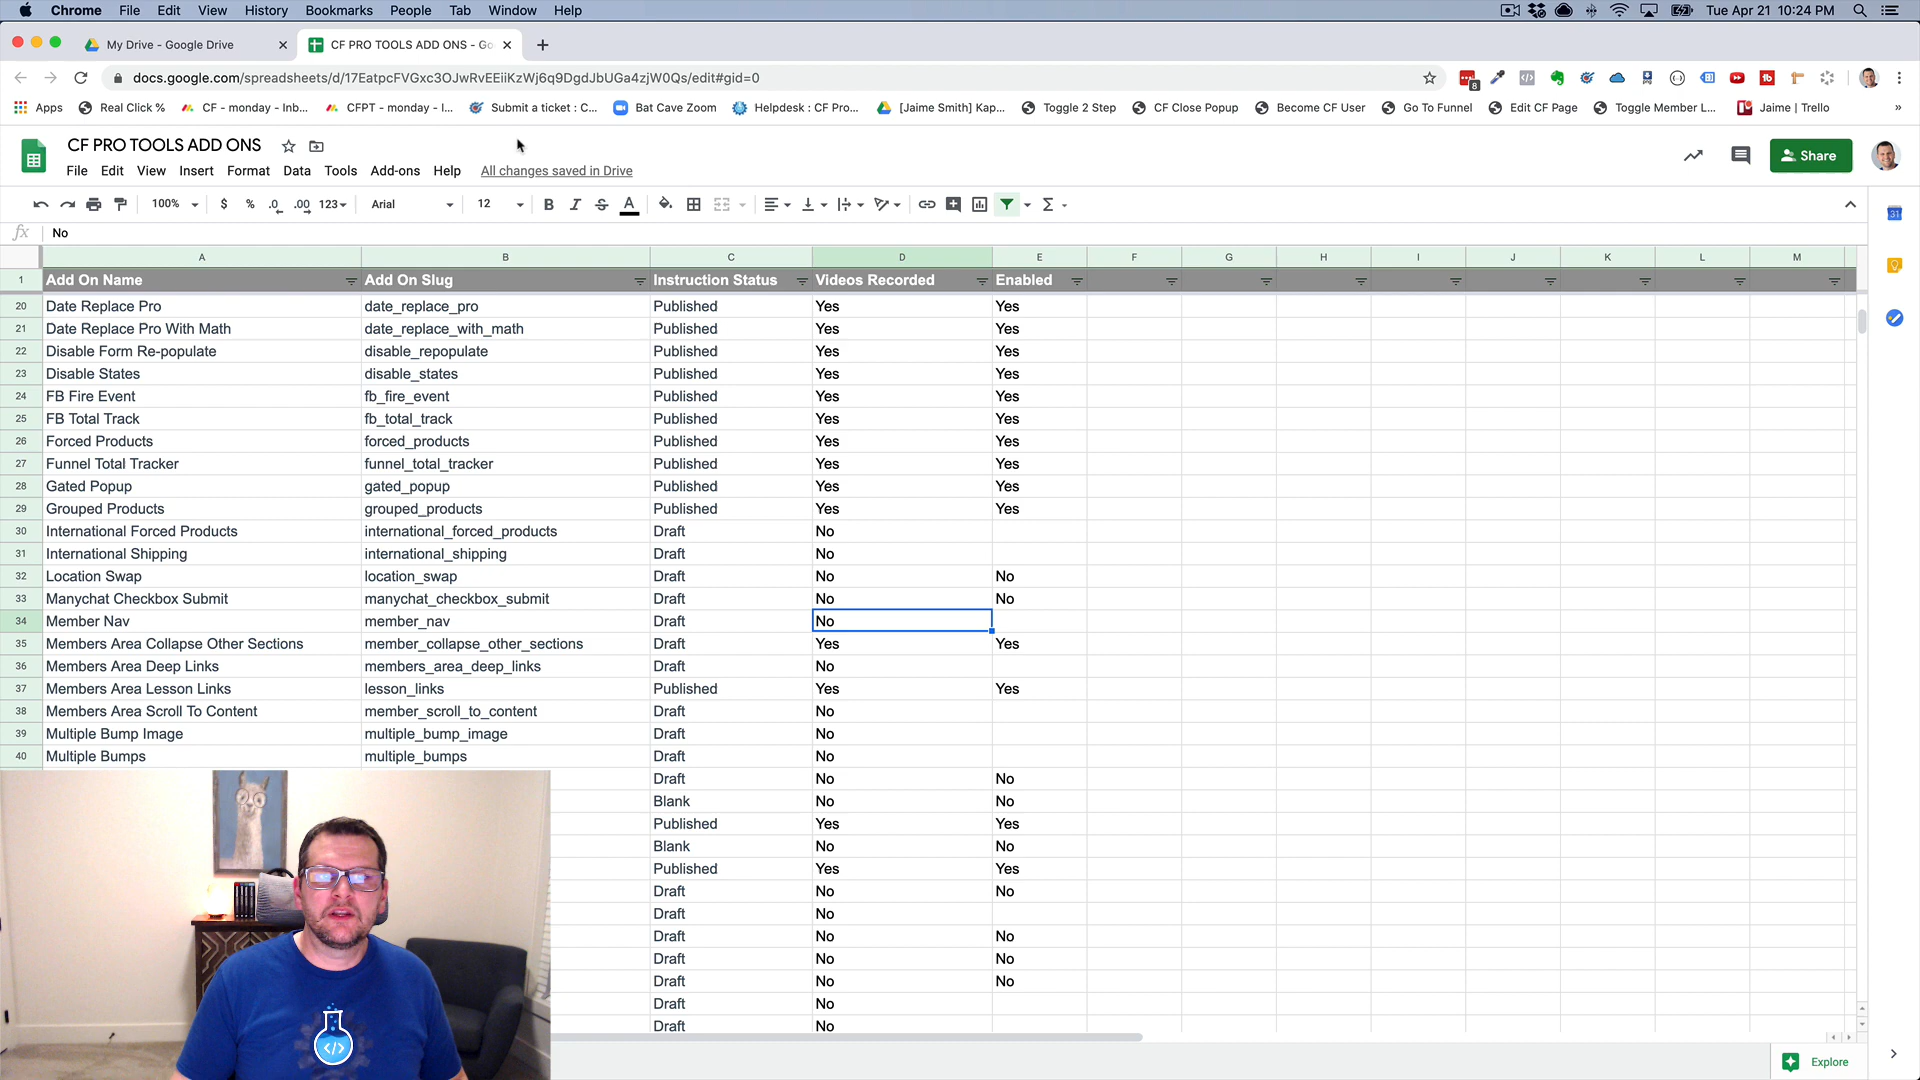 Chrome File Edit View History Bookmarks People Tab Window Help Tue Apr 21 10:24 PM
My Drive - Google Drive CF PRO TOOLS ADD ONS - Go
docs.google.com/spreadsheets/d/17EatpcFVGxc3OJwRvEEiiKzWj6q9DgdJbUGa4zjW0Qs/edit#gid=0 8
Apps Real Click % CF - monday - Inb... CFPT - monday - I... Submit a ticket : C... Bat Cave Zoom Helpdesk : CF Pro... [Jaime Smith] Kap... Toggle 2 Step CF Close Popup Become CF User Go To Funnel Edit CF Page Toggle Member L... Jaime | Trello »
CF PRO TOOLS ADD ONS Share
File Edit View Insert Format Data Tools Add-ons Help All changes saved in Drive
100% $ % .0 .00 123 Arial 12 B I S A Σ 31
fx No
A B C D E F G H I J K L M
1 Add On Name Add On Slug Instruction Status Videos Recorded Enabled
20 Date Replace Pro date_replace_pro Published Yes Yes
21 Date Replace Pro With Math date_replace_with_math Published Yes Yes
22 Disable Form Re-populate disable_repopulate Published Yes Yes
23 Disable States disable_states Published Yes Yes
24 FB Fire Event fb_fire_event Published Yes Yes
25 FB Total Track fb_total_track Published Yes Yes
26 Forced Products forced_products Published Yes Yes
27 Funnel Total Tracker funnel_total_tracker Published Yes Yes
28 Gated Popup gated_popup Published Yes Yes
29 Grouped Products grouped_products Published Yes Yes
30 International Forced Products international_forced_products Draft No
31 International Shipping international_shipping Draft No
32 Location Swap location_swap Draft No No
33 Manychat Checkbox Submit manychat_checkbox_submit Draft No No
34 Member Nav member_nav Draft No
35 Members Area Collapse Other Sections member_collapse_other_sections Draft Yes Yes
36 Members Area Deep Links members_area_deep_links Draft No
37 Members Area Lesson Links lesson_links Published Yes Yes
38 Members Area Scroll To Content member_scroll_to_content Draft No
39 Multiple Bump Image multiple_bump_image Draft No
40 Multiple Bumps multiple_bumps Draft No
Draft No No
Blank No No
Published Yes Yes
Blank No No
Published Yes Yes
Draft No No
Draft No
Draft No No
Draft No No
Draft No No
Draft No
Draft No
</> 
Explore